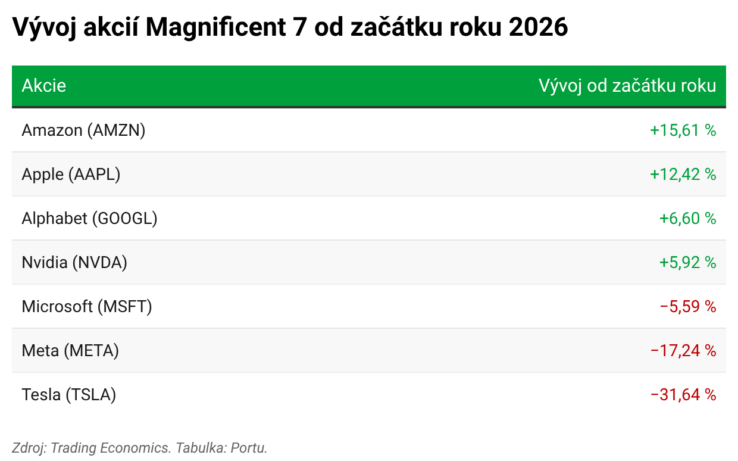 Vývoj akcií Magnificent 7 od začátku roku 2026
Akcie Vývoj od začátku roku
Amazon (AMZN) +15,61 %
Apple (AAPL) +12,42 %
Alphabet (GOOGL) +6,60 %
Nvidia (NVDA) +5,92 %
Microsoft (MSFT) −5,59 %
Meta (META) −17,24 %
Tesla (TSLA) −31,64 %
Zdroj: Trading Economics. Tabulka: Portu.